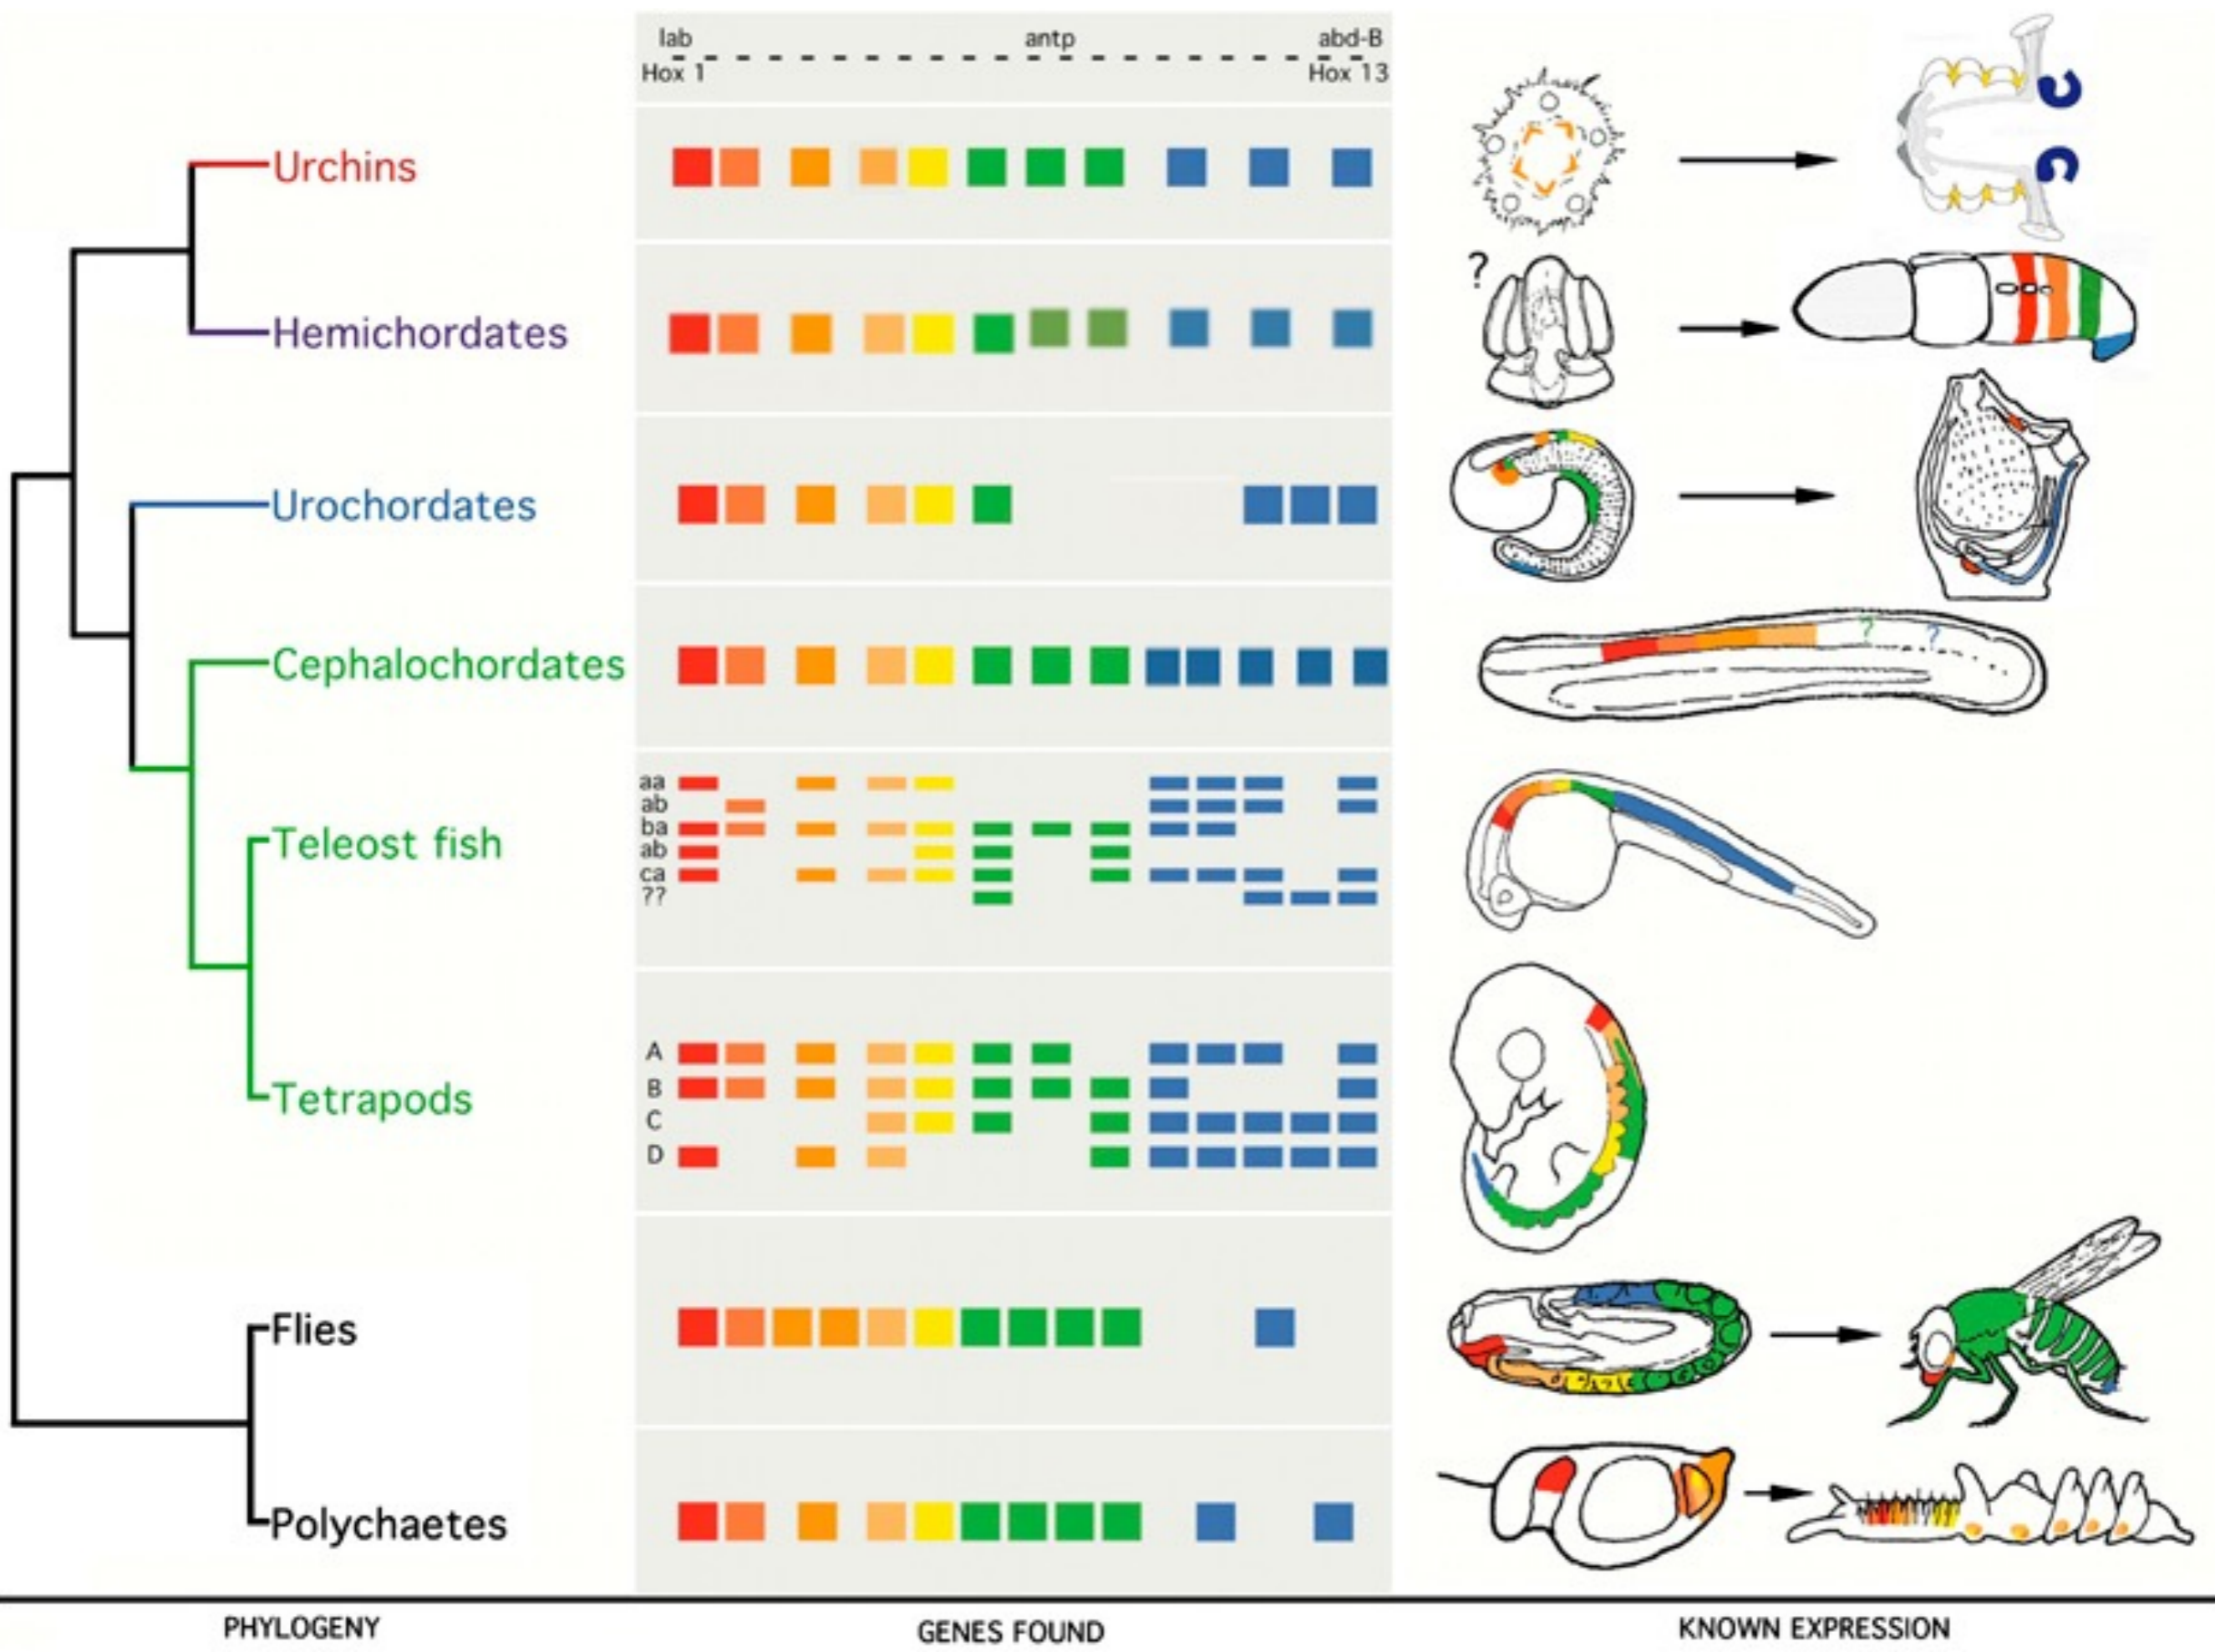 lab antp abd-B
Hox 1 Hox 13
Urchins
?
Hemichordates
Urochordates
Cephalochordates
? ?
aa
ab
ba
Teleost fish
ab
ca
??
A
B
Tetrapods
C
D
Flies
Polychaetes
PHYLOGENY GENES FOUND KNOWN EXPRESSION